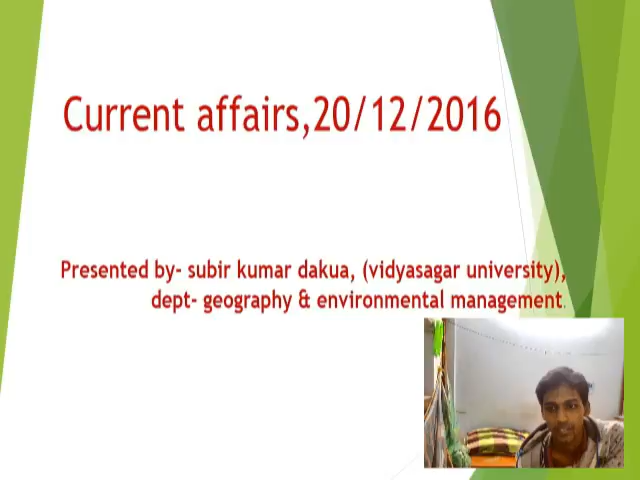 Current affairs,20/12/2016
Presented by- subir kumar dakua, (vidyasagar university),
dept- geography & environmental management.